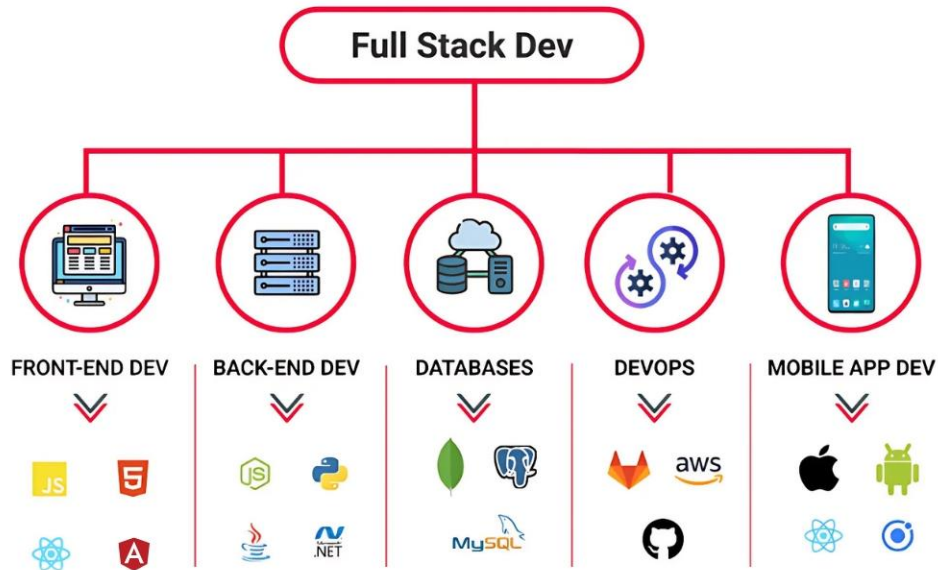 Full Stack Dev
FRONT-END DEV
BACK-END DEV
DATABASES
DEVOPS
MOBILE APP DEV
JS
5
JS
aws
A
.NET
MySQL